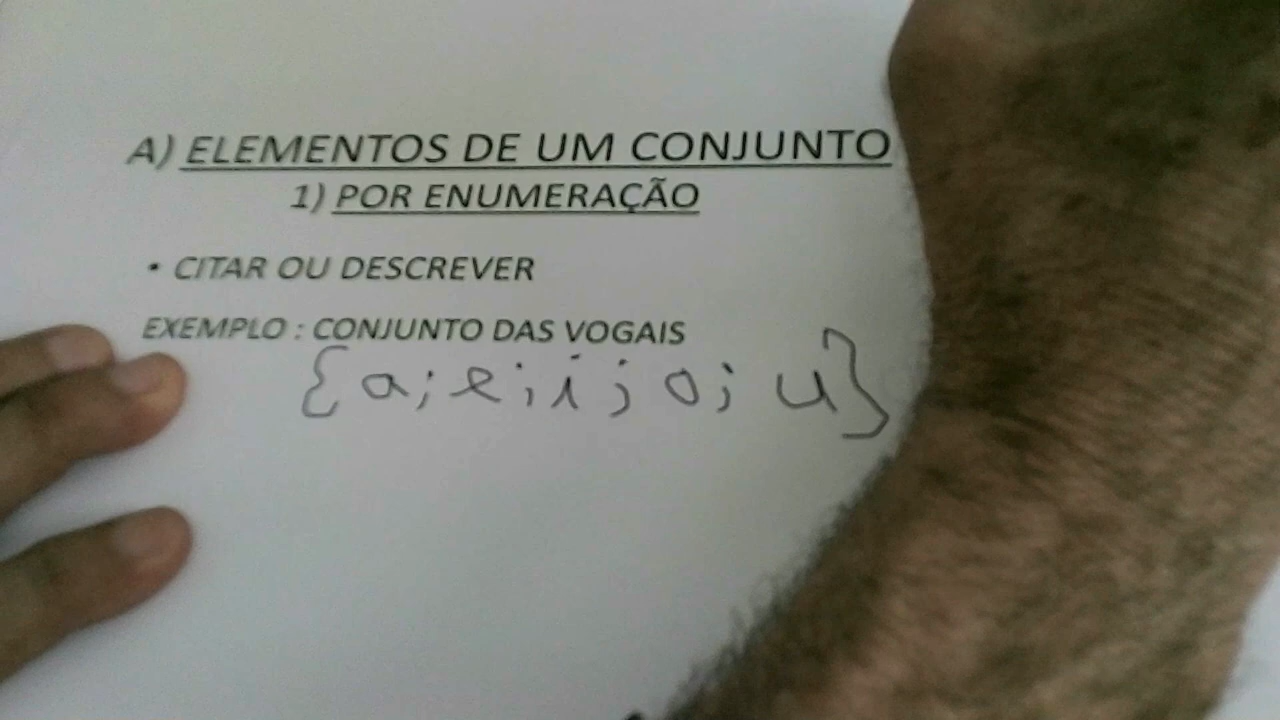 A) ELEMENTOS DE UM CONJUNTO
1) POR ENUMERAÇÃO
• CITAR OU DESCREVER
EXEMPLO : CONJUNTO DAS VOGAIS
{a; e; i; o; u}